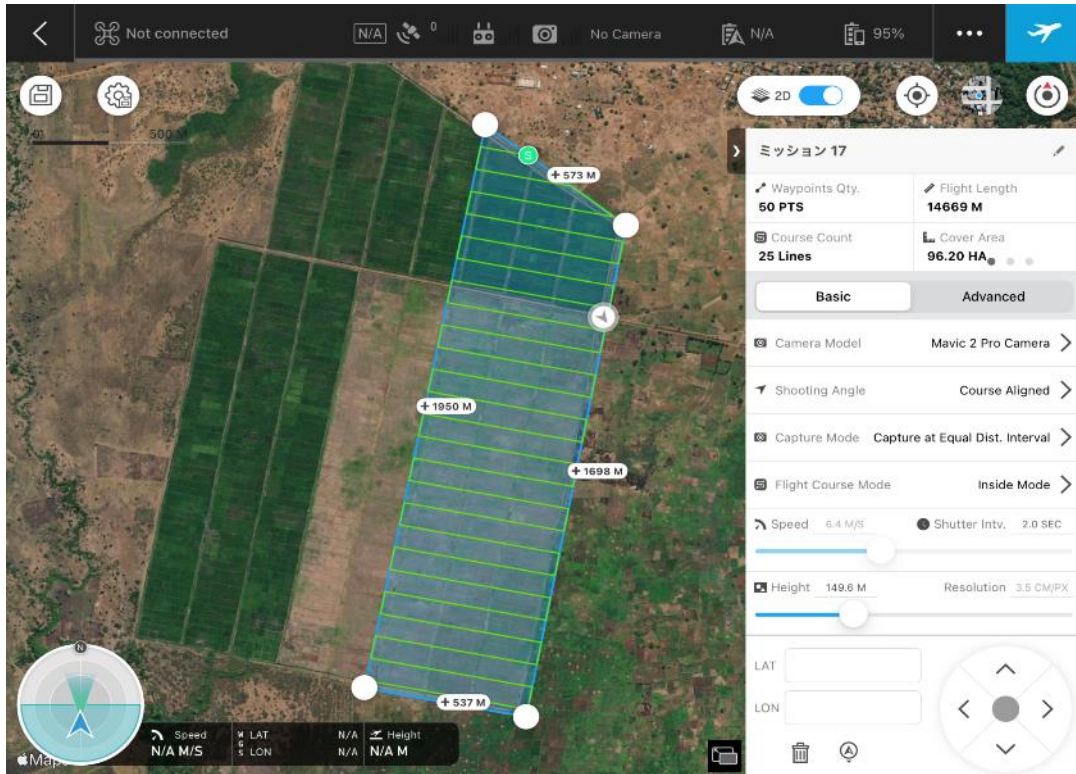 Not connected
N/A
0
No Camera
N/A
95%
2D
0'
500 M
S
+ 573 M
+ 1950 M
+ 1698 M
+ 537 M
ミッション 17
Waypoints Qty.
50 PTS
Flight Length
14669 M
Course Count
25 Lines
Cover Area
96.20 HA
Basic
Advanced
Camera Model
Mavic 2 Pro Camera
Shooting Angle
Course Aligned
Capture Mode
Capture at Equal Dist. Interval
Flight Course Mode
Inside Mode
Speed
6.4 M/S
Shutter Intv.
2.0 SEC
Height
149.6 M
Resolution
3.5 CM/PX
LAT
LON
N
Speed
N/A M/S
WGS
LAT
N/A
LON
N/A
Height
N/A M
Maps